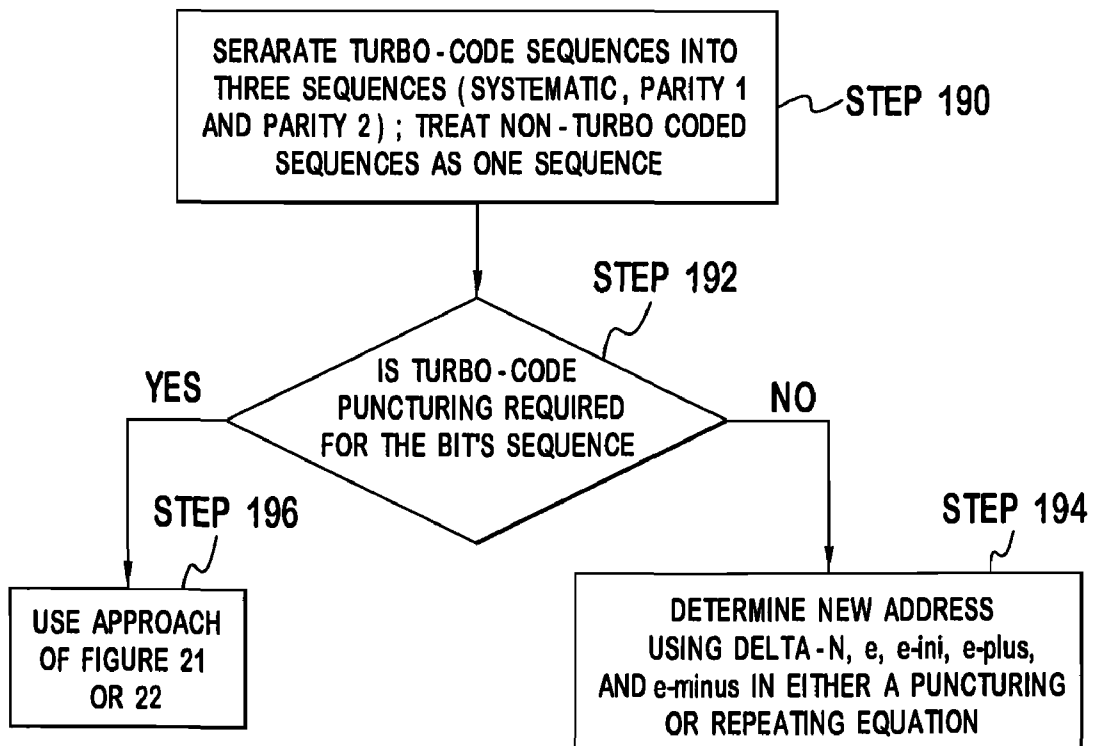 SERARATE TURBO-CODE SEQUENCES INTO
THREE SEQUENCES (SYSTEMATIC, PARITY 1
AND PARITY 2); TREAT NON-TURBO CODED
SEQUENCES AS ONE SEQUENCE
STEP 190
STEP 192
IS TURBO-CODE
PUNCTURING REQUIRED
FOR THE BIT'S SEQUENCE
YES
NO
STEP 196
USE APPROACH
OF FIGURE 21
OR 22
STEP 194
DETERMINE NEW ADDRESS
USING DELTA-N, e, e-ini, e-plus,
AND e-minus IN EITHER A PUNCTURING
OR REPEATING EQUATION